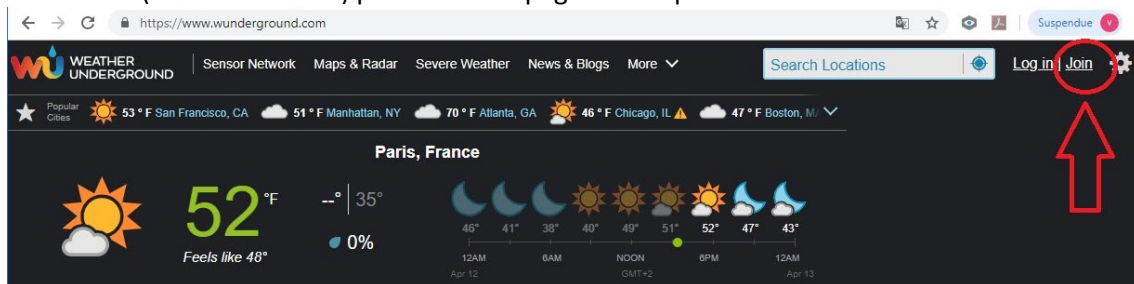 https://www.wunderground.com
Suspendue V
WEATHER UNDERGROUND
Sensor Network Maps & Radar Severe Weather News & Blogs More
Search Locations
Log in | Join
Popular Cities
53 ° F San Francisco, CA 51 ° F Manhattan, NY 70 ° F Atlanta, GA 46 ° F Chicago, IL 47 ° F Boston,
Paris, France
52 °F
--° | 35°
0%
Feels like 48°
46° 41° 38° 40° 49° 51° 52° 47° 43°
12AM 6AM NOON 6PM 12AM
Apr 12 GMT+2 Apr 13